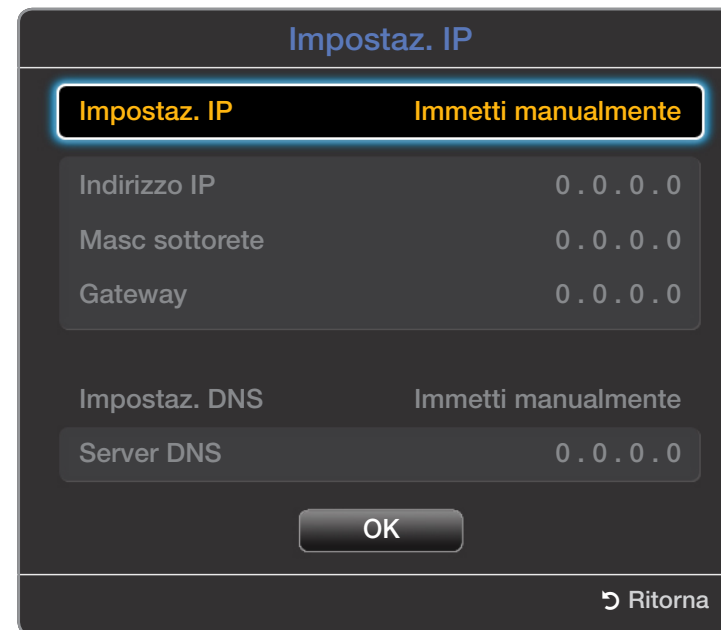 Impostaz. IP
Impostaz. IP Immetti manualmente
Indirizzo IP 0.0.0.0
Masc sottorete 0.0.0.0
Gateway 0.0.0.0
Impostaz. DNS Immetti manualmente
Server DNS 0.0.0.0
OK
Ritorna